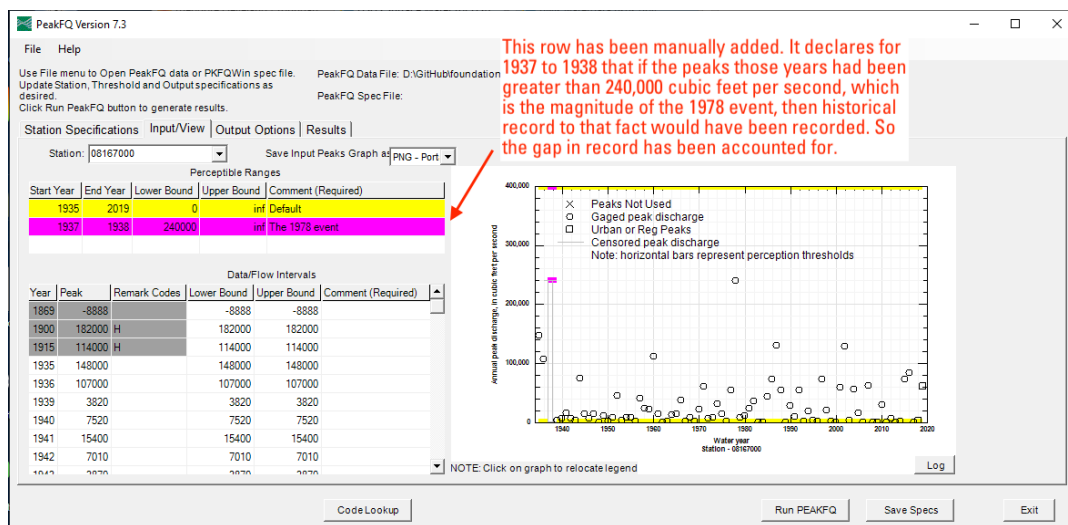 PeakFQ Version 7.3
File Help
Use File menu to Open PeakFQ data or PKFQWin spec file.
Update Station, Threshold and Output specifications as
desired.
Click Run PeakFQ button to generate results.
PeakFQ Data File: D:\GitHub\foundation
PeakFQ Spec File:
This row has been manually added. It declares for
1937 to 1938 that if the peaks those years had been
greater than 240,000 cubic feet per second, which
is the magnitude of the 1978 event, then historical
record to that fact would have been recorded. So
the gap in record has been accounted for.
Station Specifications Input/View Output Options Results
Station: 08167000 Save Input Peaks Graph as PNG - Port
Perceptible Ranges
Start Year End Year Lower Bound Upper Bound Comment (Required)
1935 2019 0 inf Default
1937 1938 240000 inf The 1978 event
Data/Flow Intervals
Year Peak Remark Codes Lower Bound Upper Bound Comment (Required)
1869 -8888 -8888 -8888
1900 182000 H 182000 182000
1915 114000 H 114000 114000
1935 148000 148000 148000
1936 107000 107000 107000
1939 3820 3820 3820
1940 7520 7520 7520
1941 15400 15400 15400
1942 7010 7010 7010
Annual peak discharge, in cubic feet per second
400,000
300,000
200,000
100,000
0
Peaks Not Used
Gaged peak discharge
Urban or Reg Peaks
Censored peak discharge
Note: horizontal bars represent perception thresholds
1940 1950 1960 1970 1980 1990 2000 2010 2020
Water year
Station - 08167000
NOTE: Click on graph to relocate legend
Log
Code Lookup Run PEAKFQ Save Specs Exit